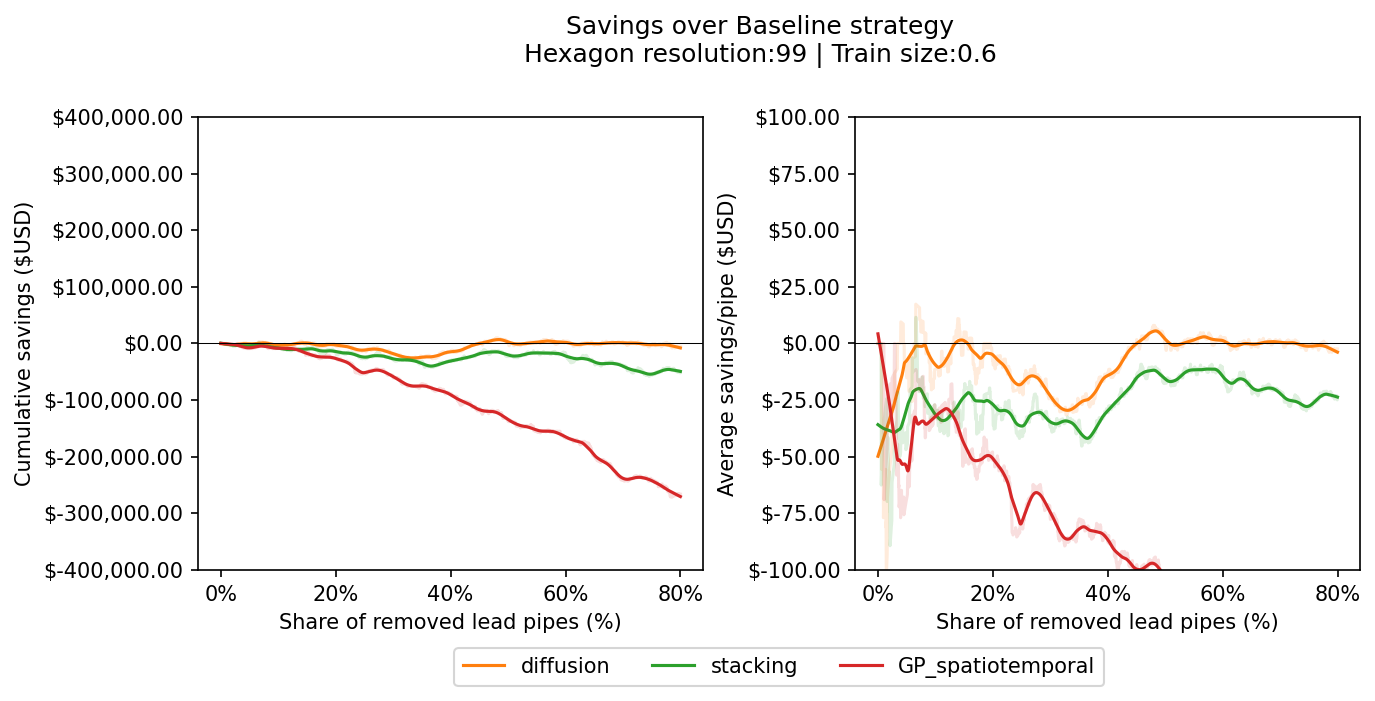 Savings over Baseline strategy
Hexagon resolution:99 | Train size:0.6
Cumulative savings ($USD)
$400,000.00
$300,000.00
$200,000.00
$100,000.00
$0.00
$-100,000.00
$-200,000.00
$-300,000.00
$-400,000.00
0% 20% 40% 60% 80%
Share of removed lead pipes (%)
Average savings/pipe ($USD)
$100.00
$75.00
$50.00
$25.00
$0.00
$-25.00
$-50.00
$-75.00
$-100.00
0% 20% 40% 60% 80%
Share of removed lead pipes (%)
diffusion stacking GP_spatiotemporal